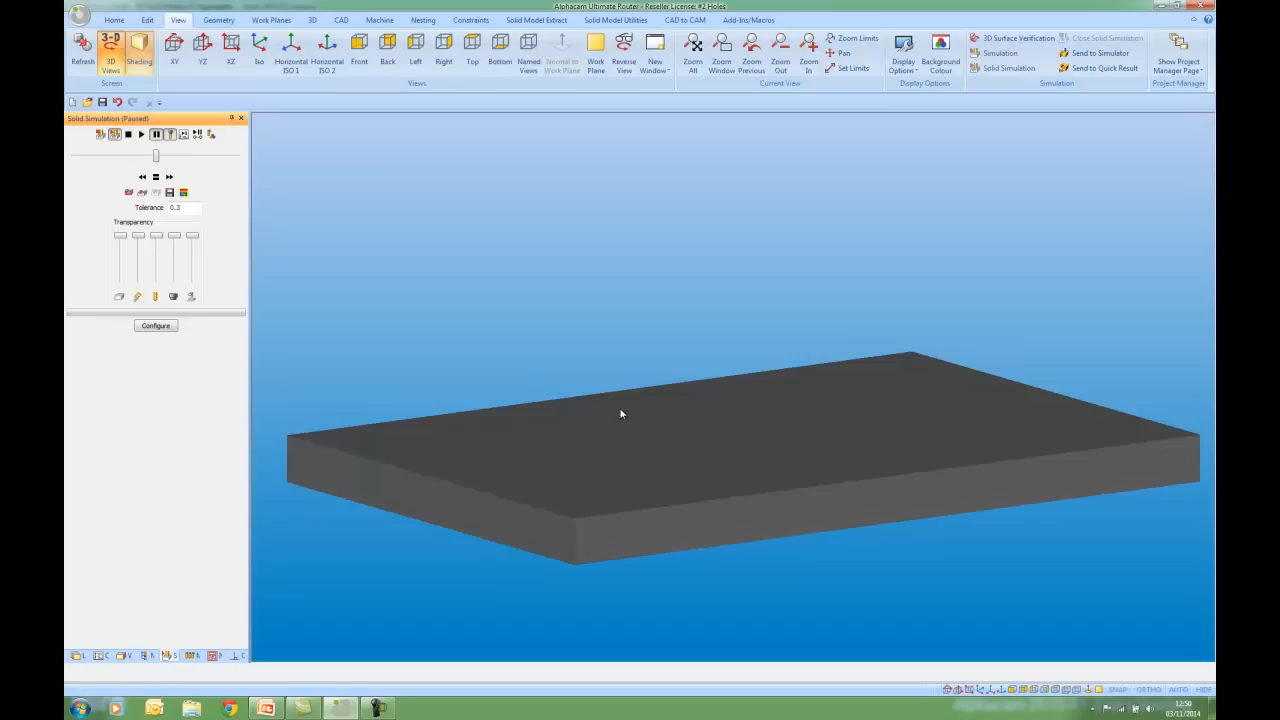 Alphacam Ultimate Router - Reseller License: #2 Holes
Home Edit View Geometry Work Planes 3D CAD Machine Nesting Constraints Solid Model Extract Solid Model Utilities CAD to CAM Add-Ins/Macros
Refresh 3-D Views Shading XY YZ XZ Iso Horizontal ISO 1 Horizontal ISO 2 Front Back Left Right Top Bottom Named Views Normal to Work Plane Work Plane Reverse View New Window Zoom All Zoom Window Zoom Previous Zoom Out Zoom In Display Options Background Colour Show Project Manager Page
Zoom Limits
Pan
Set Limits
3D Surface Verification Close Solid Simulation
Simulation Send to Simulator
Solid Simulation Send to Quick Result
Screen Views Current View Display Options Simulation Project Manager
Solid Simulation (Paused)
Tolerance 0.3
Transparency
Configure
L C V S C
SNAP ORTHO AUTO HIDE
12:50
03/11/2014